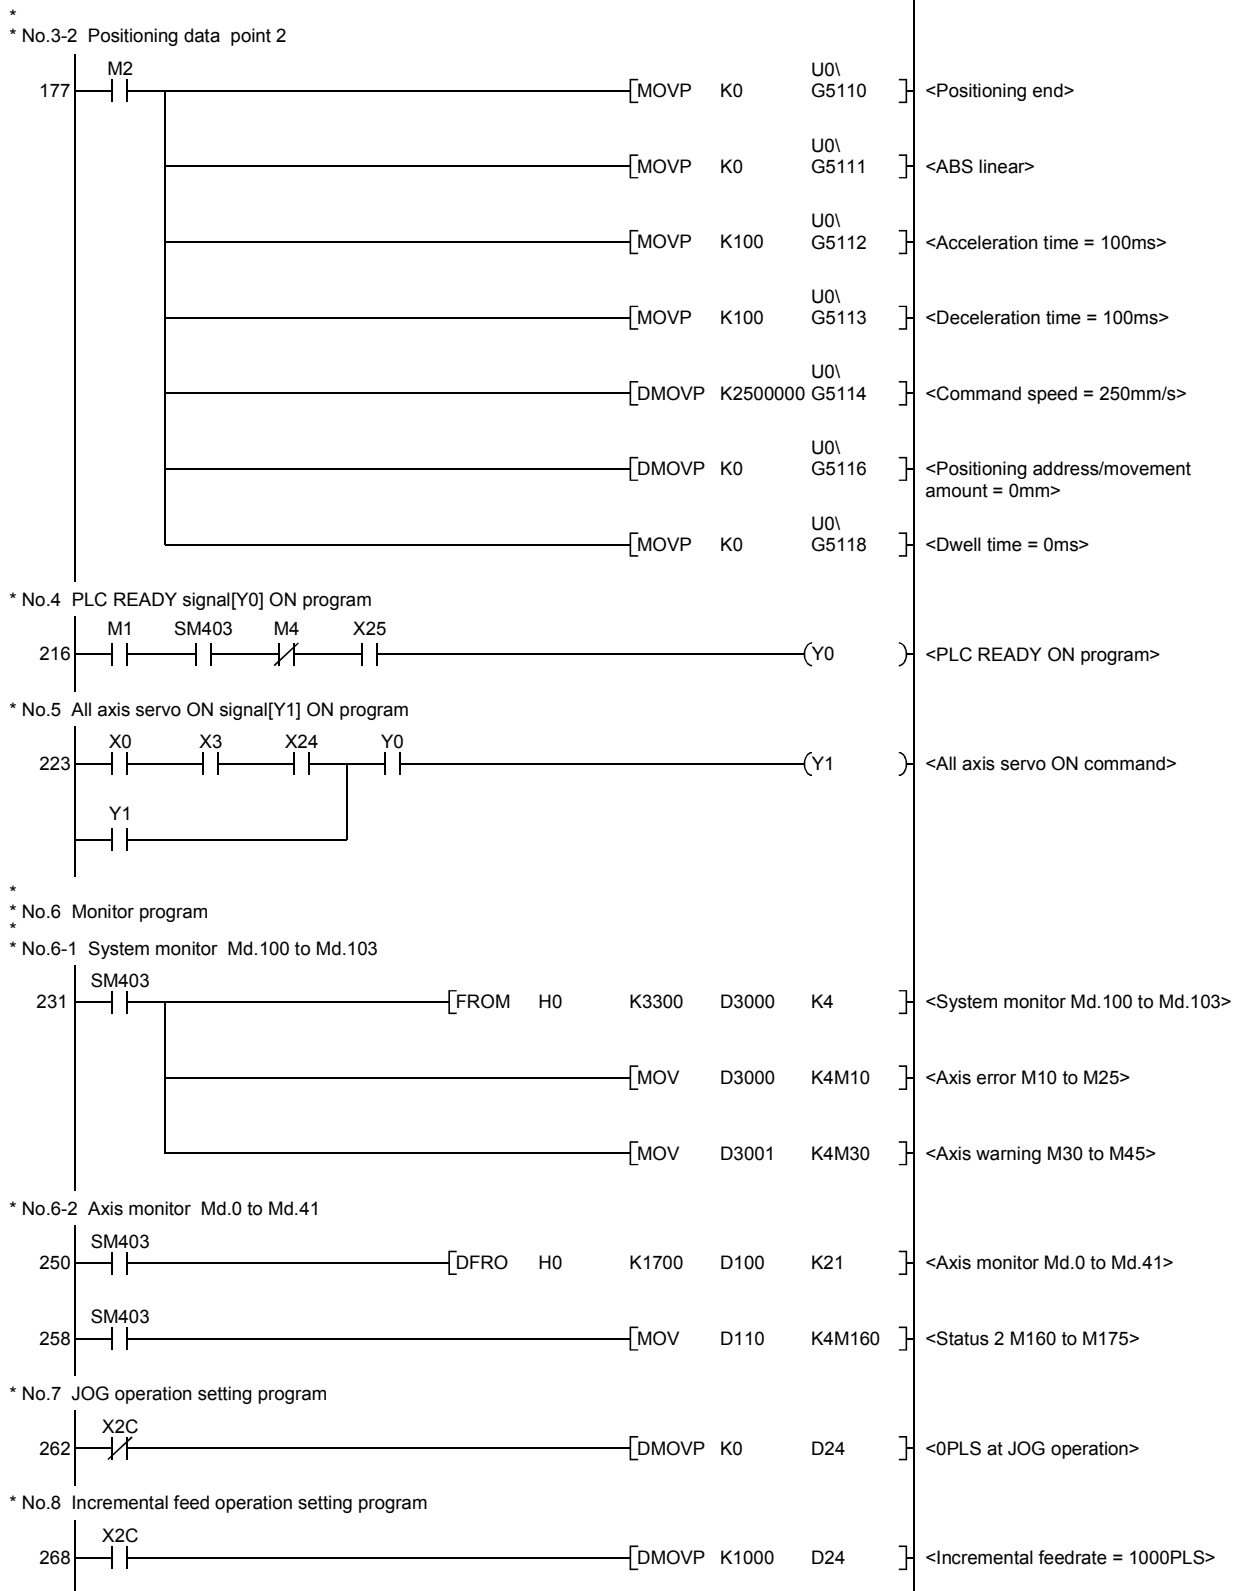 *
* No.3-2 Positioning data point 2
M2 U0\
177 MOVP K0 G5110 <Positioning end>
U0\
MOVP K0 G5111 <ABS linear>
U0\
MOVP K100 G5112 <Acceleration time = 100ms>
U0\
MOVP K100 G5113 <Deceleration time = 100ms>
U0\
DMOVP K2500000 G5114 <Command speed = 250mm/s>
U0\
DMOVP K0 G5116 <Positioning address/movement
amount = 0mm>
U0\
MOVP K0 G5118 <Dwell time = 0ms>
* No.4 PLC READY signal[Y0] ON program
M1 SM403 M4 X25
216 Y0 <PLC READY ON program>
* No.5 All axis servo ON signal[Y1] ON program
X0 X3 X24 Y0
223 Y1 <All axis servo ON command>
Y1
*
* No.6 Monitor program
*
* No.6-1 System monitor Md.100 to Md.103
SM403
231 FROM H0 K3300 D3000 K4 <System monitor Md.100 to Md.103>
MOV D3000 K4M10 <Axis error M10 to M25>
MOV D3001 K4M30 <Axis warning M30 to M45>
* No.6-2 Axis monitor Md.0 to Md.41
SM403
250 DFRO H0 K1700 D100 K21 <Axis monitor Md.0 to Md.41>
SM403
258 MOV D110 K4M160 <Status 2 M160 to M175>
* No.7 JOG operation setting program
X2C
262 DMOVP K0 D24 <0PLS at JOG operation>
* No.8 Incremental feed operation setting program
X2C
268 DMOVP K1000 D24 <Incremental feedrate = 1000PLS>